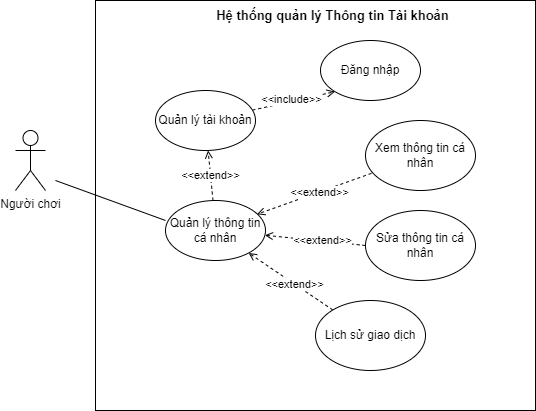 Hệ thống quản lý Thông tin Tải khoản
Đăng nhập
<<include>>
Quản lý tải khoản
Xem thông tin cá
nhân
<<extend>>
<<extend>>
Người chơi
Quản lý thông tin
cá nhân
Sửa thông tin cá
nhân
<<extend>>
<<extend>>
Lịch sử giao dịch